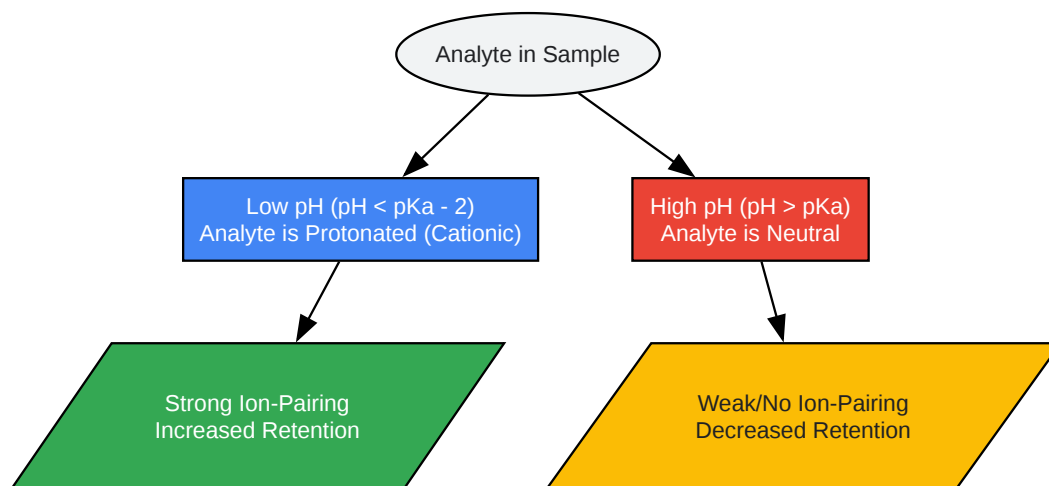 Analyte in Sample
Low pH (pH < pKa - 2)
Analyte is Protonated (Cationic)
High pH (pH > pKa)
Analyte is Neutral
Strong Ion-Pairing
Increased Retention
Weak/No Ion-Pairing
Decreased Retention